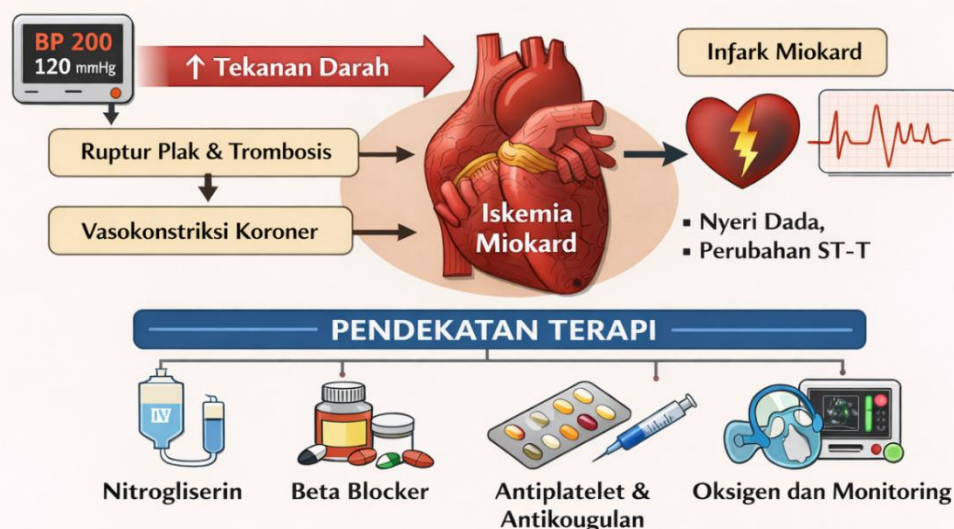 BP 200
120 mmHg
↑ Tekanan Darah
Infark Miokard
Ruptur Plak & Trombosis
Vasokonstriksi Koroner
Iskemia
Miokard
▪ Nyeri Dada,
▪ Perubahan ST-T
PENDEKATAN TERAPI
IV
Nitrogliserin
Beta Blocker
Antiplatelet &
Antikougulan
Oksigen dan Monitoring